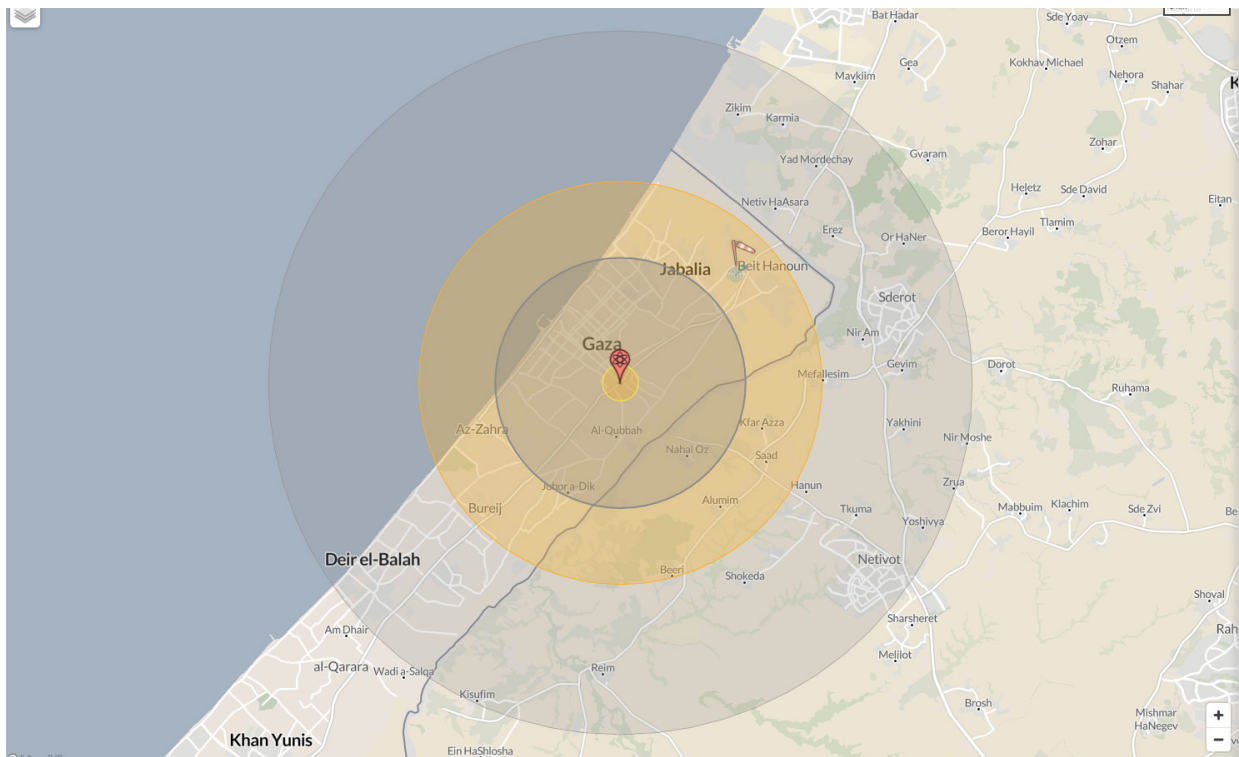 Bat Hadar
Sde Yoav
Otzem
Gea
Kokhav Michael
Mavkiim
Nehora
Shahar
K
Zikim
Karmia
Zohar
Yad Mordechay
Gvaram
Heletz
Sde David
Eitan
Netiv HaAsara
Tlamim
Erez
Or HaNer
Beror Hayil
Jabalia
Beit Hanoun
Sderot
Nir Am
Gaza
Gevim
Dorot
Mefallesim
Ruhama
Az-Zahra
Al-Qubbah
Kfar Azza
Yakhini
Nir Moshe
Nahal Oz
Saad
Jubor a-Dik
Hanun
Zrua
Bureij
Alumim
Tkuma
Mabbuim
Klachim
Sde Zvi
Be
Yoshivya
Deir el-Balah
Netivot
Beeri
Shokeda
Shoval
Am Dhair
Sharsheret
Rah
al-Qarara
Wadi a-Salqa
Reim
Melilot
Kisufim
Brosh
Mishmar
HaNegev
+
Khan Yunis
−
Ein HaShlosha